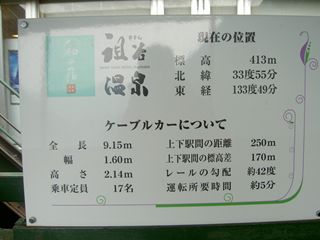 和の宿
祖谷
温泉
現在の位置
標高 413m
北緯 33度55分
東経 133度49分
ケーブルカーについて
全長 9.15m 上下駅間の距離 250m
幅 1.60m 上下駅間の標高差 170m
高さ 2.14m レールの勾配 約42度
乗車定員 17名 運転所要時間 約5分